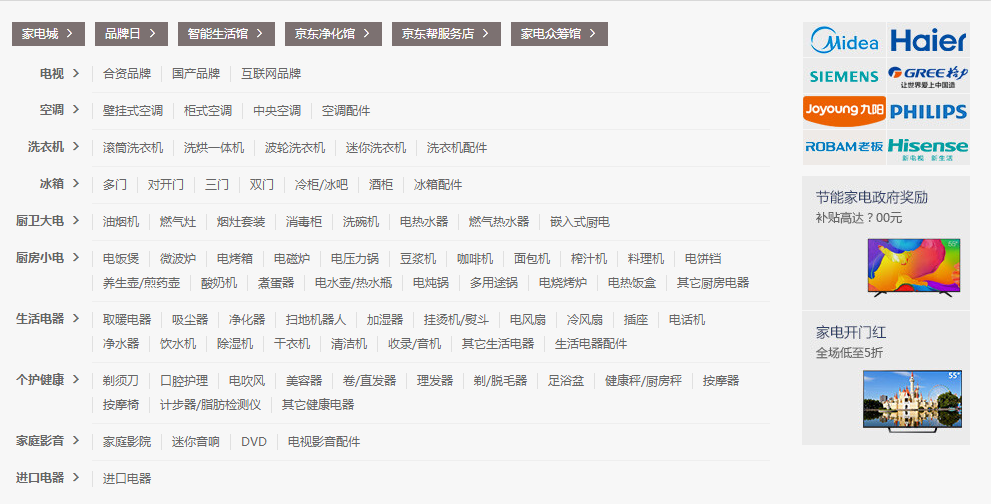 家电城 > 品牌日 > 智能生活馆 > 京东净化馆 > 京东帮服务店 > 家电众筹馆 >
电视 > 合资品牌 国产品牌 互联网品牌
空调 > 壁挂式空调 柜式空调 中央空调 空调配件
洗衣机 > 滚筒洗衣机 洗烘一体机 波轮洗衣机 迷你洗衣机 洗衣机配件
冰箱 > 多门 对开门 三门 双门 冷柜/冰吧 酒柜 冰箱配件
厨卫大电 > 油烟机 燃气灶 烟灶套装 消毒柜 洗碗机 电热水器 燃气热水器 嵌入式厨电
厨房小电 > 电饭煲 微波炉 电烤箱 电磁炉 电压力锅 豆浆机 咖啡机 面包机 榨汁机 料理机 电饼铛
养生壶/煎药壶 酸奶机 煮蛋器 电水壶/热水瓶 电炖锅 多用途锅 电烧烤炉 电热饭盒 其它厨房电器
生活电器 > 取暖电器 吸尘器 净化器 扫地机器人 加湿器 挂烫机/熨斗 电风扇 冷风扇 插座 电话机
净水器 饮水机 除湿机 干衣机 清洁机 收录/音机 其它生活电器 生活电器配件
个护健康 > 剃须刀 口腔护理 电吹风 美容器 卷/直发器 理发器 剃/脱毛器 足浴盆 健康秤/厨房秤 按摩器
按摩椅 计步器/脂肪检测仪 其它健康电器
家庭影音 > 家庭影院 迷你音响 DVD 电视影音配件
进口电器 > 进口电器
Midea Haier
SIEMENS GREE格力
让世界爱上中国造
Joyoung九阳 PHILIPS
ROBAM老板 Hisense
新电视 新生活
节能家电政府奖励
补贴高达？00元
55"
家电开门红
全场低至5折
55"